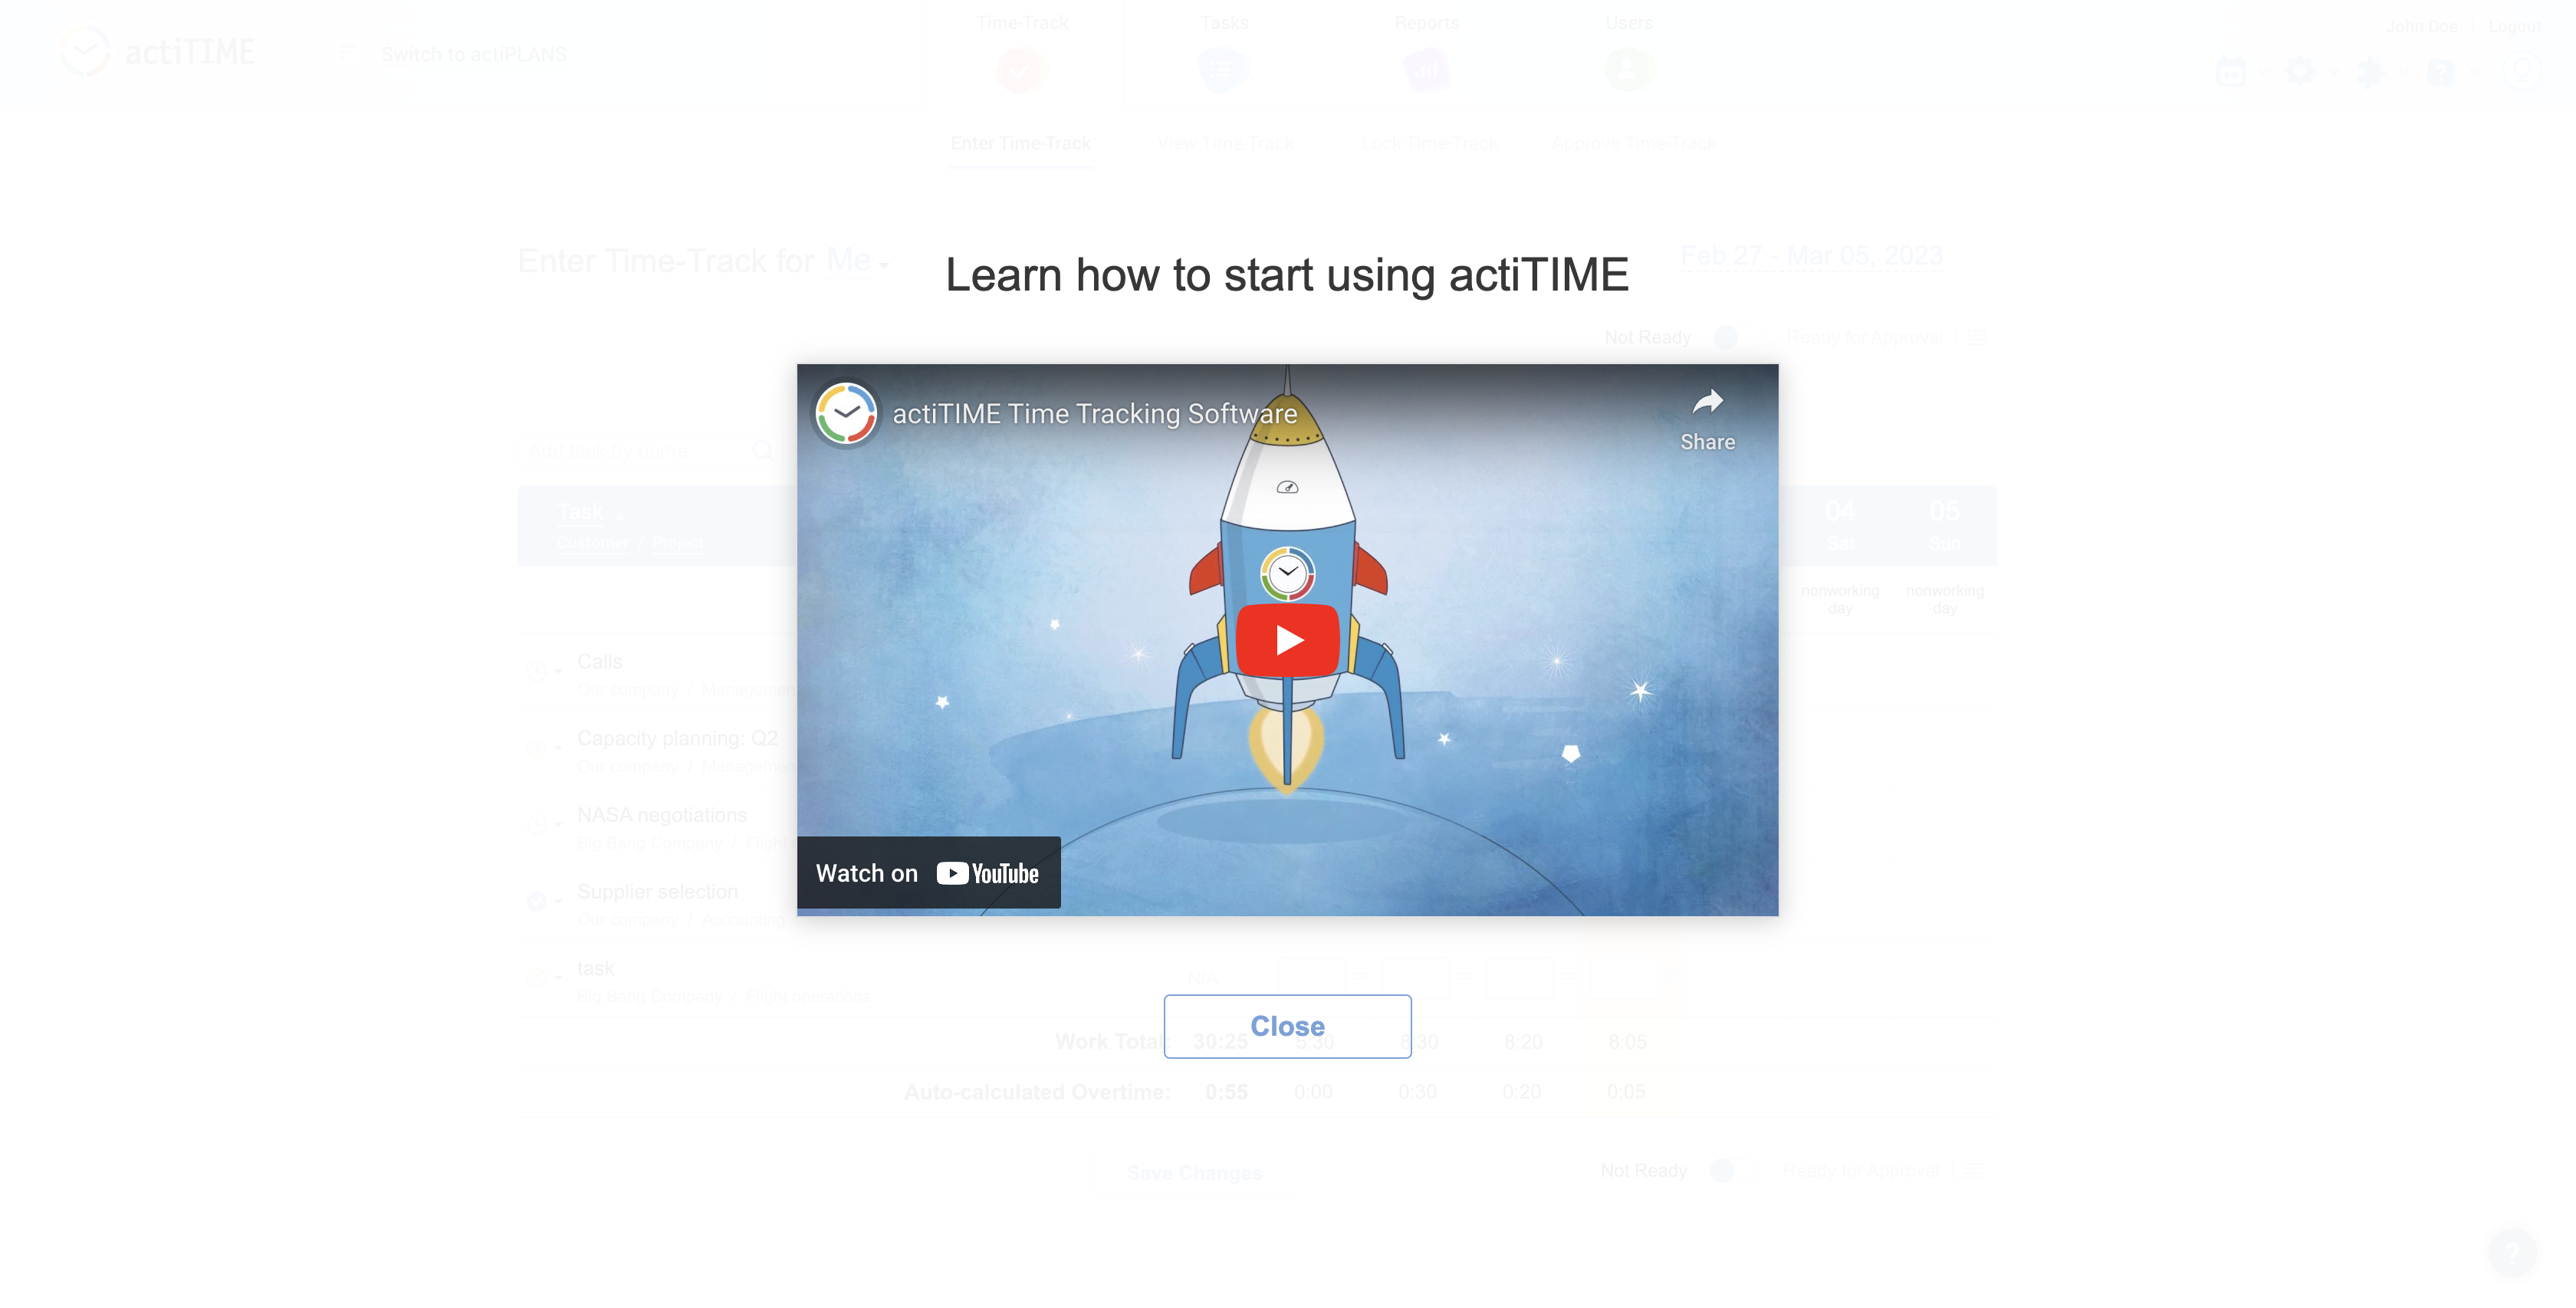 actiTIME
Switch to actiPLANS
Time-Track
Tasks
Reports
Users
John Doe
Logout
Enter Time-Track
View Time-Track
Lock Time-Track
Approve Time-Track
Enter Time-Track for Me
Learn how to start using actiTIME
Feb 27 - Mar 05, 2023
Not Ready
Ready for Approval
actiTIME Time Tracking Software
Share
Add task by name
Task
Customer / Project
04
Sat
05
Sun
nonworking
day
nonworking
day
Calls
Our company /
Capacity planning: Q2
Our company /
NASA negotiations
Big Bang Company /
Supplier selection
Our company / Accounting
Watch on YouTube
task
Big Bang Company / Flight operations
N/A
Close
Work Total: 30:25 5:30 8:30 8:20 8:05
Auto-calculated Overtime: 0:55 0:00 0:30 0:20 0:05
Save Changes
Not Ready
Ready for Approval
?